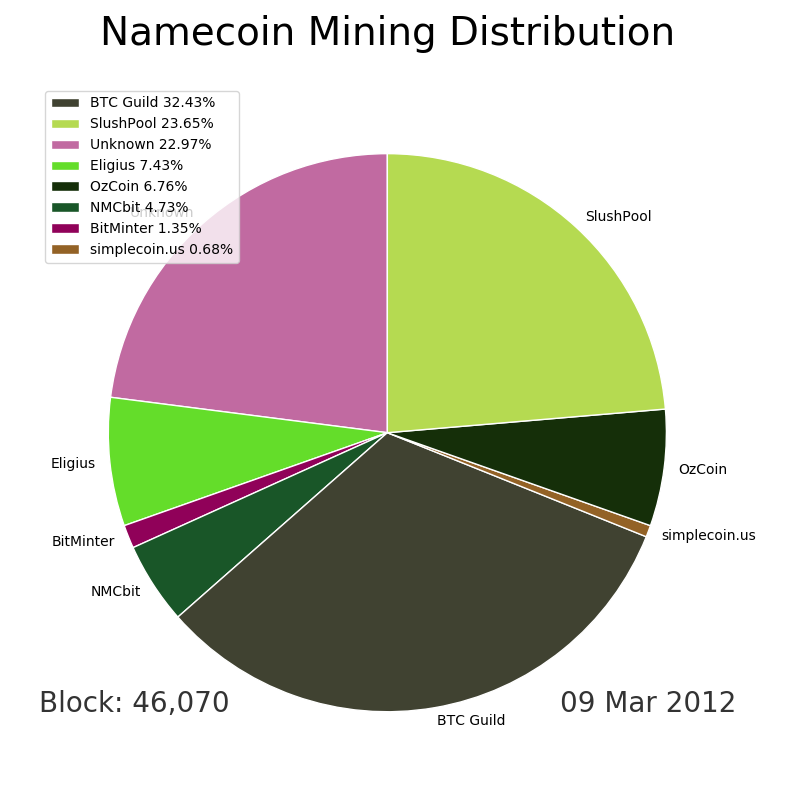 Namecoin Mining Distribution
BTC Guild 32.43%
SlushPool 23.65%
Unknown 22.97%
Eligius 7.43%
OzCoin 6.76%
NMCbit 4.73%
BitMinter 1.35%
simplecoin.us 0.68%
Unknown
SlushPool
Eligius
OzCoin
BitMinter
simplecoin.us
NMCbit
Block: 46,070
09 Mar 2012
BTC Guild